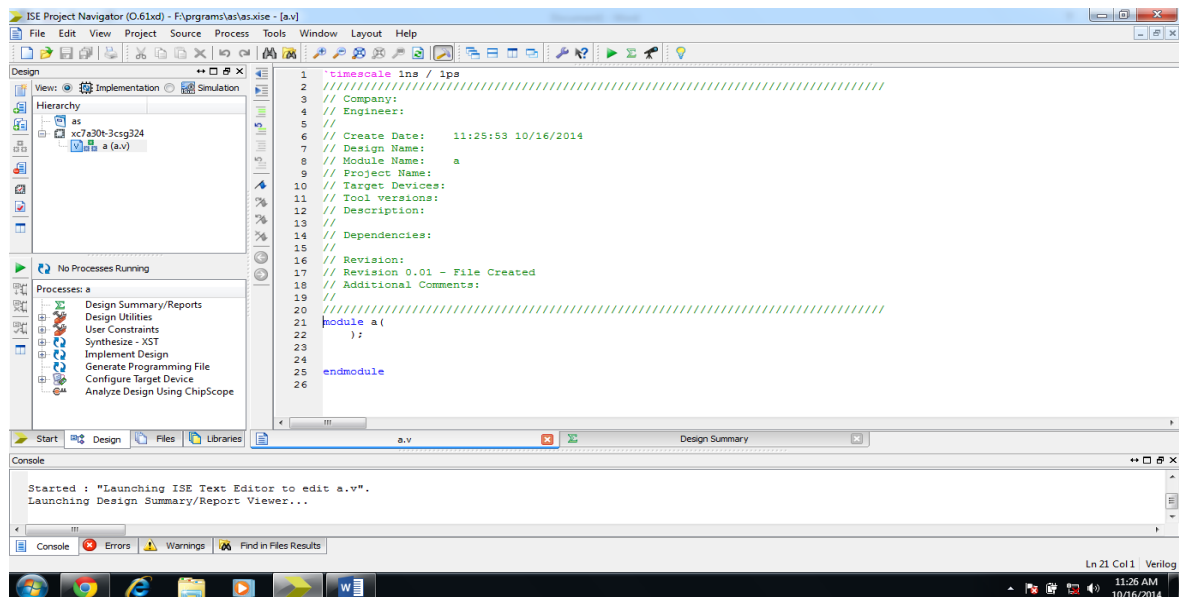 ISE Project Navigator (O.61xd) - F:\prgrams\as\as.xise - [a.v]
File Edit View Project Source Process Tools Window Layout Help
Design
View: Implementation Simulation
Hierarchy
as
xc7a30t-3csg324
a (a.v)
No Processes Running
Processes: a
Design Summary/Reports
Design Utilities
User Constraints
Synthesize - XST
Implement Design
Generate Programming File
Configure Target Device
Analyze Design Using ChipScope
Start Design Files Libraries
1 `timescale 1ns / 1ps
2 //////////////////////////////////////////////////////////////////////////////////
3 // Company:
4 // Engineer:
5 //
6 // Create Date:    11:25:53 10/16/2014
7 // Design Name:
8 // Module Name:    a
9 // Project Name:
10 // Target Devices:
11 // Tool versions:
12 // Description:
13 //
14 // Dependencies:
15 //
16 // Revision:
17 // Revision 0.01 - File Created
18 // Additional Comments:
19 //
20 //////////////////////////////////////////////////////////////////////////////////
21 module a(
22     );
23
24
25 endmodule
26
a.v Design Summary
Console
Started : "Launching ISE Text Editor to edit a.v".
Launching Design Summary/Report Viewer...
Console Errors Warnings Find in Files Results
Ln 21 Col 1 Verilog
11:26 AM
10/16/2014